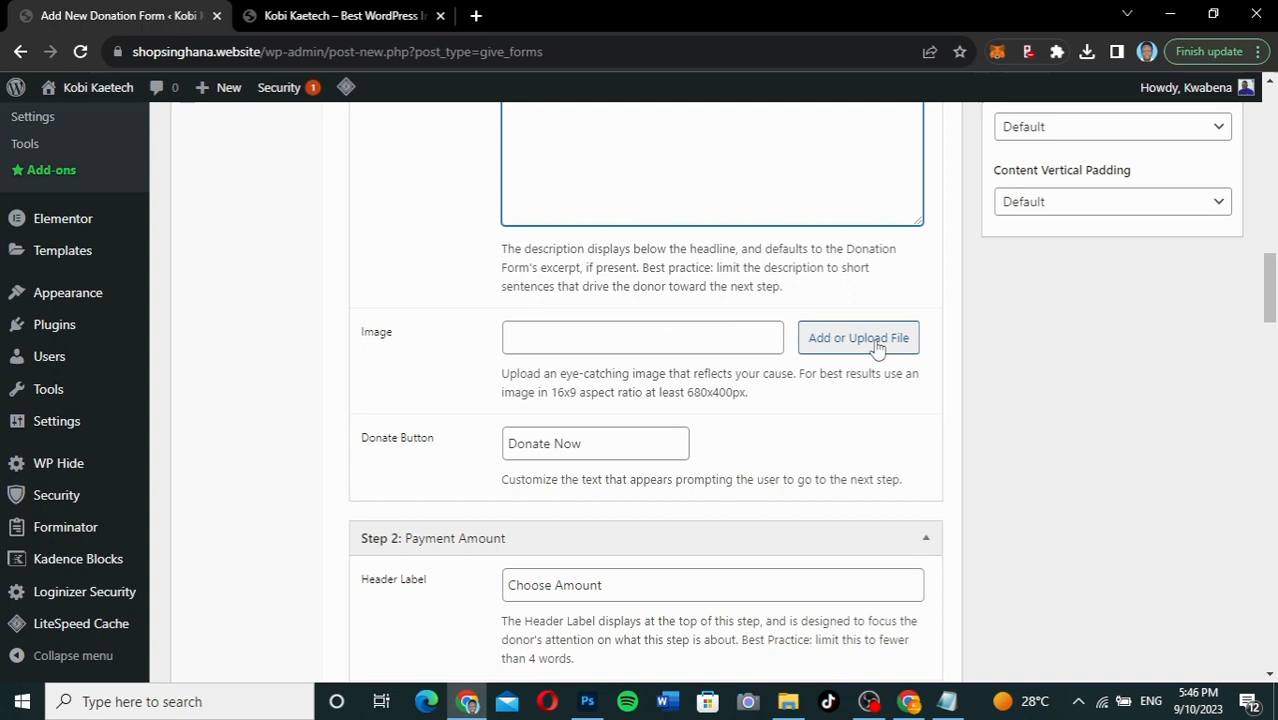 Add New Donation Form ‹ Kobi K
Kobi Kaetech – Best WordPress In
shopsinghana.website/wp-admin/post-new.php?post_type=give_forms
Finish update
Kobi Kaetech
0
New
Security
1
Howdy, Kwabena
Settings
Tools
Add-ons
Elementor
Templates
Appearance
Plugins
Users
Tools
Settings
WP Hide
Security
Forminator
Kadence Blocks
Loginizer Security
LiteSpeed Cache
Collapse menu
The description displays below the headline, and defaults to the Donation
Form's excerpt, if present. Best practice: limit the description to short
sentences that drive the donor toward the next step.
Image
Add or Upload File
Upload an eye-catching image that reflects your cause. For best results use an
image in 16x9 aspect ratio at least 680x400px.
Donate Button
Donate Now
Customize the text that appears prompting the user to go to the next step.
Step 2: Payment Amount
Header Label
Choose Amount
The Header Label displays at the top of this step, and is designed to focus the
donor's attention on what this step is about. Best Practice: limit this to fewer
than 4 words.
Default
Content Vertical Padding
Default
Type here to search
Ps
28°C
ENG
5:46 PM
9/10/2023
12